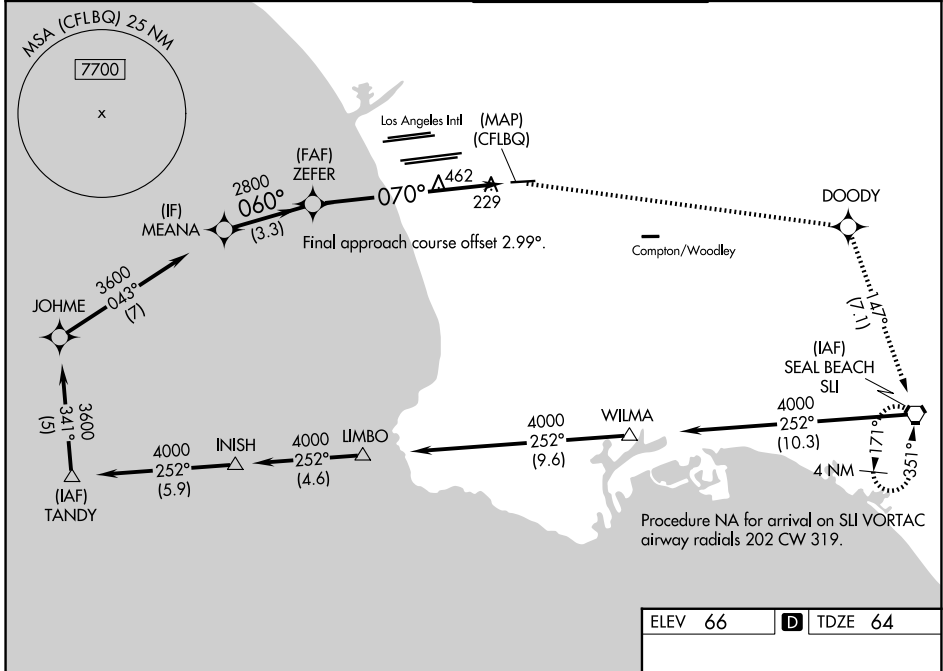 MSA (CFLBQ) 25 NM
7700
x
Los Angeles Intl
(MAP)
(CFLBQ)
(FAF)
ZEFER
462
229
070°
2800
060°
(3.3)
(IF)
MEANA
Final approach course offset 2.99°.
DOODY
Compton/Woodley
3600
043°
(7)
JOHME
147°
(7.1)
(IAF)
SEAL BEACH
SLI
3600
341°
(5)
4000
252°
(5.9)
INISH
4000
252°
(4.6)
LIMBO
4000
252°
(9.6)
WILMA
4000
252°
(10.3)
171°
351°
4 NM
(IAF)
TANDY
Procedure NA for arrival on SLI VORTAC
airway radials 202 CW 319.
ELEV 66 D TDZE 64